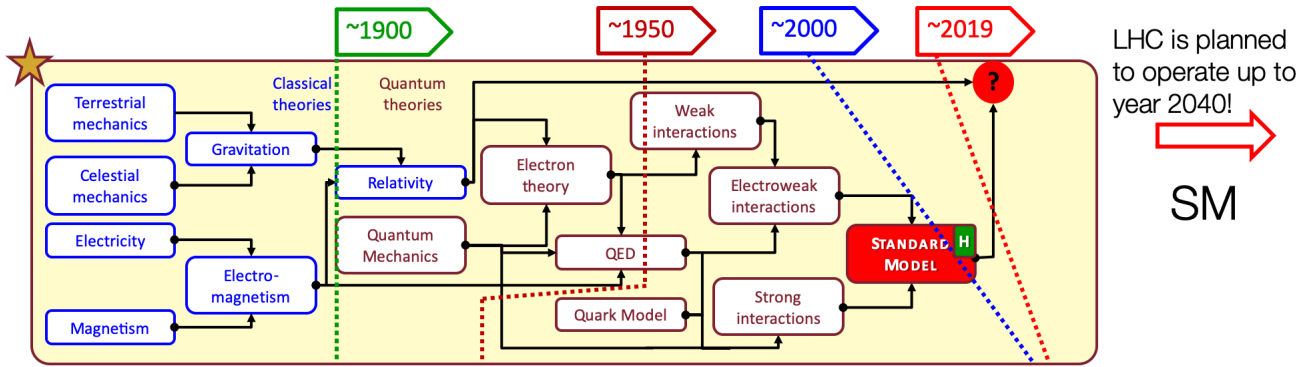 ~1900
~1950
~2000
~2019
LHC is planned
to operate up to
year 2040!
SM
Classical
theories
Quantum
theories
?
Terrestrial
mechanics
Gravitation
Celestial
mechanics
Relativity
Electricity
Electro-
magnetism
Magnetism
Quantum
Mechanics
Electron
theory
Weak
interactions
QED
Quark Model
Electroweak
interactions
Strong
interactions
STANDARD
MODEL
H